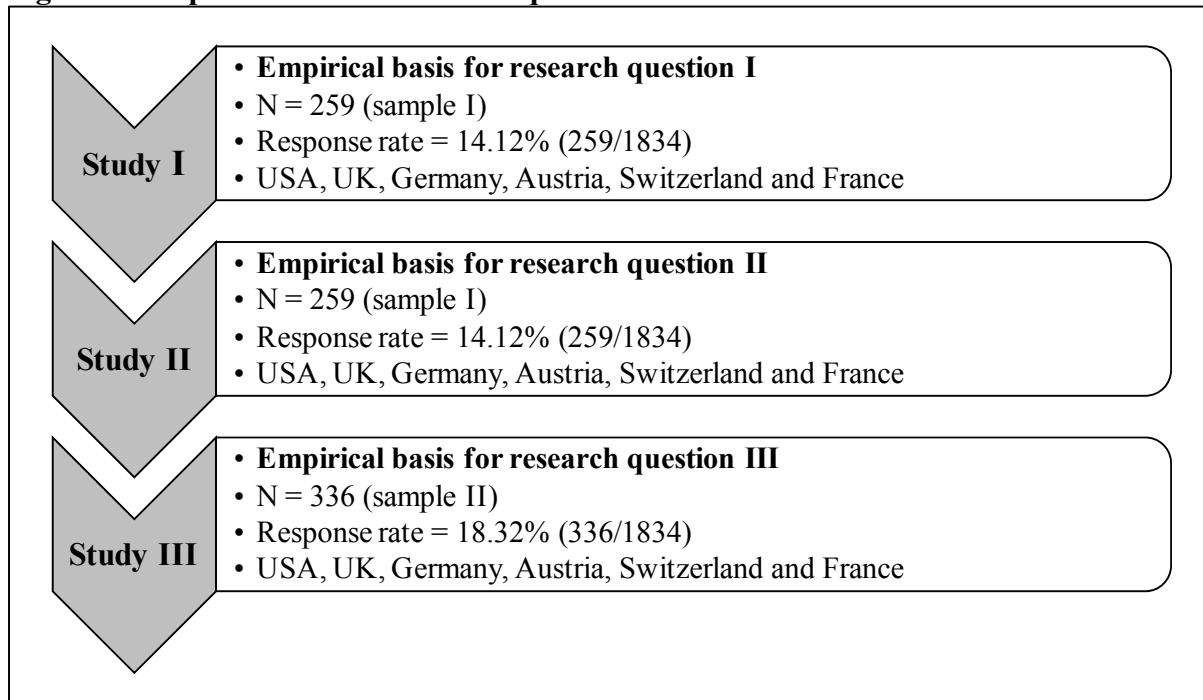 Study I
• Empirical basis for research question I
• N = 259 (sample I)
• Response rate = 14.12% (259/1834)
• USA, UK, Germany, Austria, Switzerland and France
Study II
• Empirical basis for research question II
• N = 259 (sample I)
• Response rate = 14.12% (259/1834)
• USA, UK, Germany, Austria, Switzerland and France
Study III
• Empirical basis for research question III
• N = 336 (sample II)
• Response rate = 18.32% (336/1834)
• USA, UK, Germany, Austria, Switzerland and France